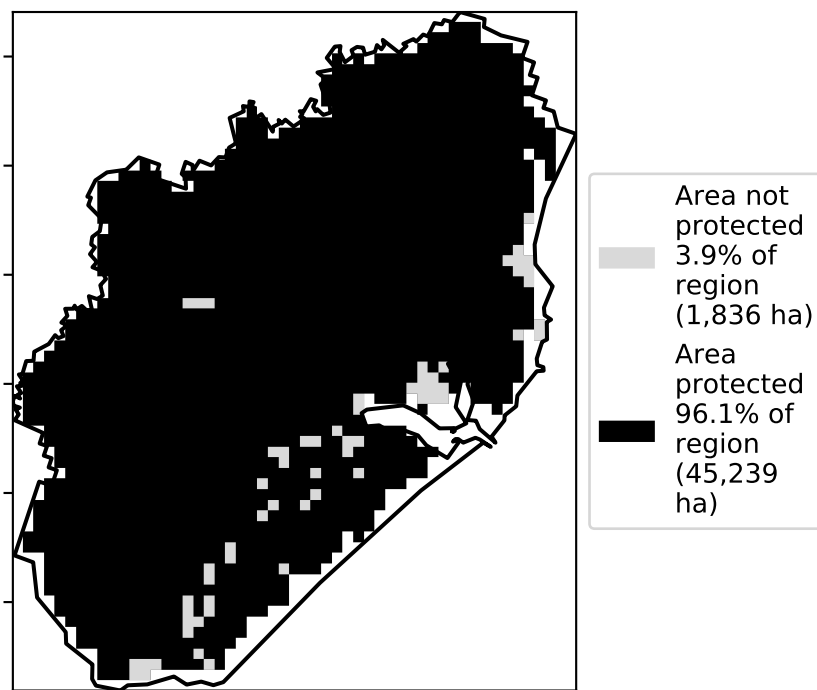 Area not
protected
3.9% of
region
(1,836 ha)
Area
protected
96.1% of
region
(45,239
ha)